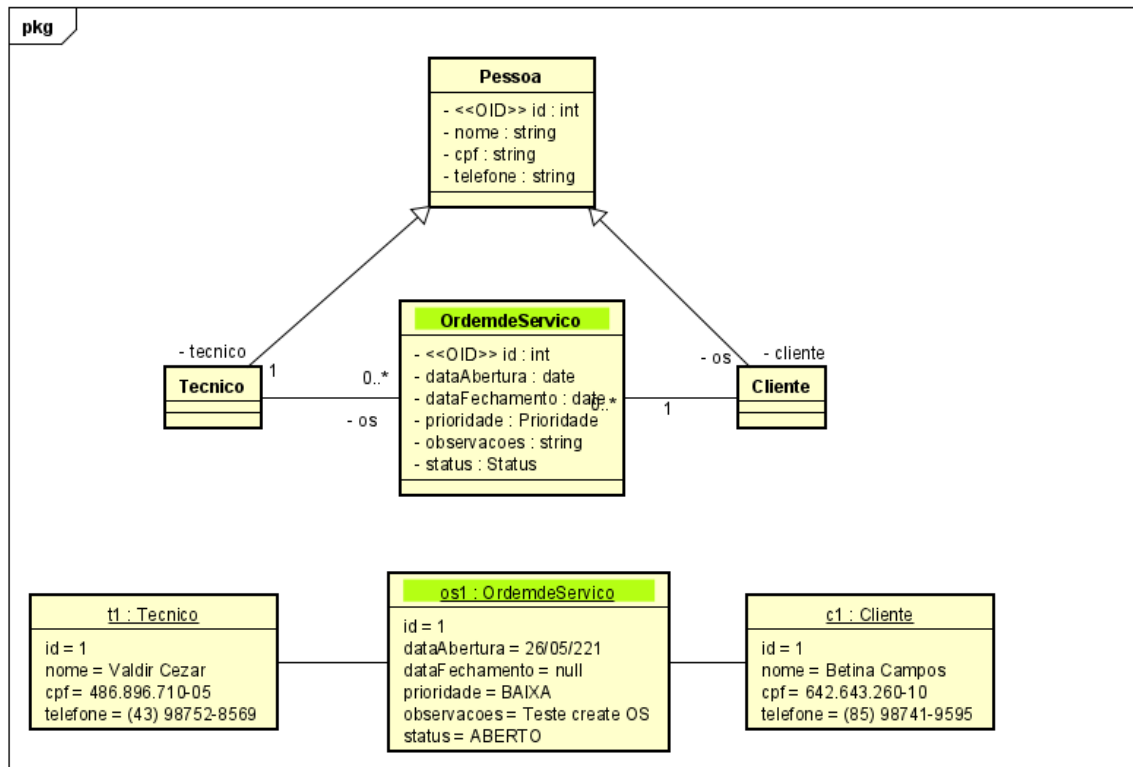 pkg
Pessoa
- <<OID>> id : int
- nome : string
- cpf : string
- telefone : string
- tecnico
1
Tecnico
0..*
- os
OrdemdeServico
- <<OID>> id : int
- dataAbertura : date
- dataFechamento : date
- prioridade : Prioridade
- observacoes : string
- status : Status
0..*
- os
1
- cliente
Cliente
t1 : Tecnico
id = 1
nome = Valdir Cezar
cpf = 486.896.710-05
telefone = (43) 98752-8569
os1 : OrdemdeServico
id = 1
dataAbertura = 26/05/221
dataFechamento = null
prioridade = BAIXA
observacoes = Teste create OS
status = ABERTO
c1 : Cliente
id = 1
nome = Betina Campos
cpf = 642.643.260-10
telefone = (85) 98741-9595